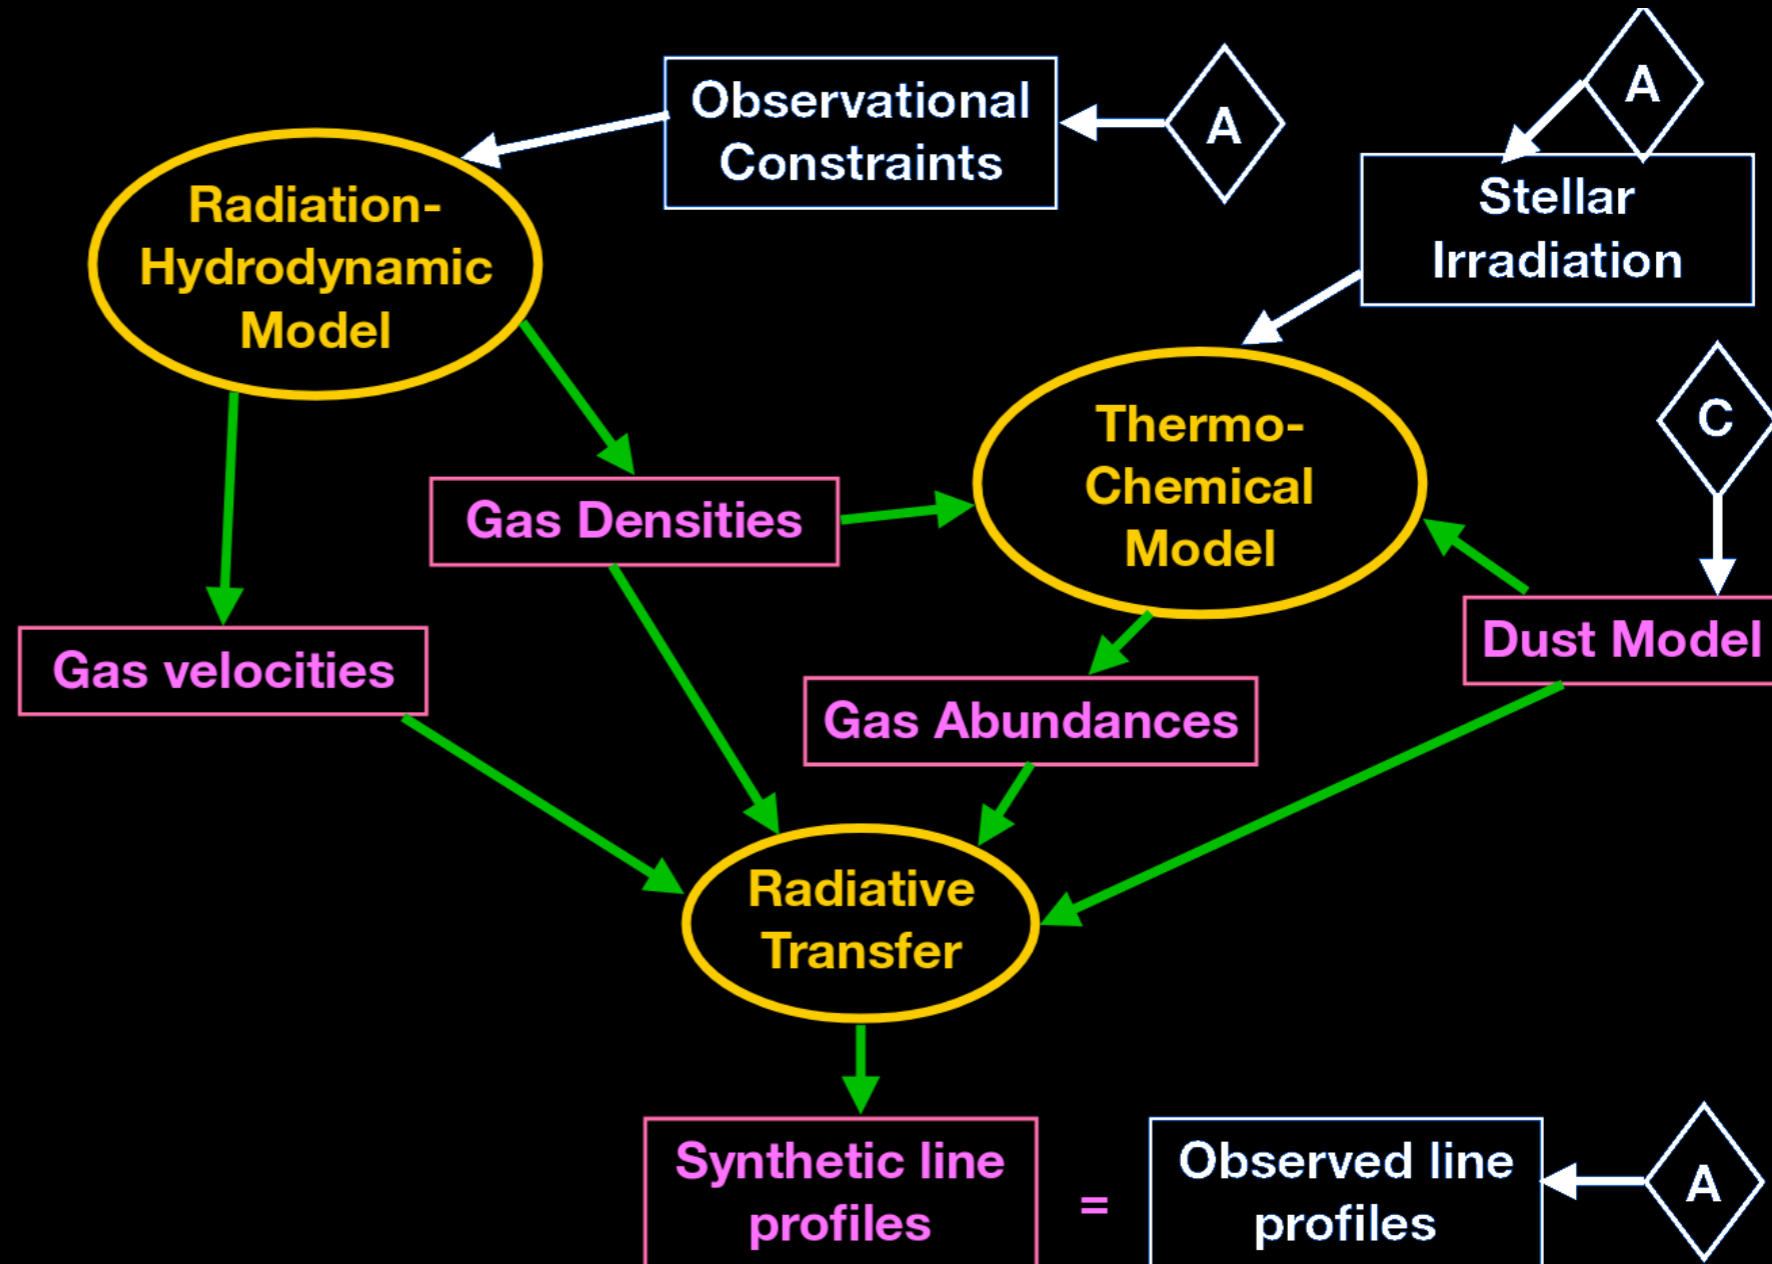 Observational
Constraints
A
A
Stellar
Irradiation
Radiation-
Hydrodynamic
Model
Thermo-
Chemical
Model
C
Gas Densities
Gas velocities
Dust Model
Gas Abundances
Radiative
Transfer
Synthetic line
profiles
=
Observed line
profiles
A